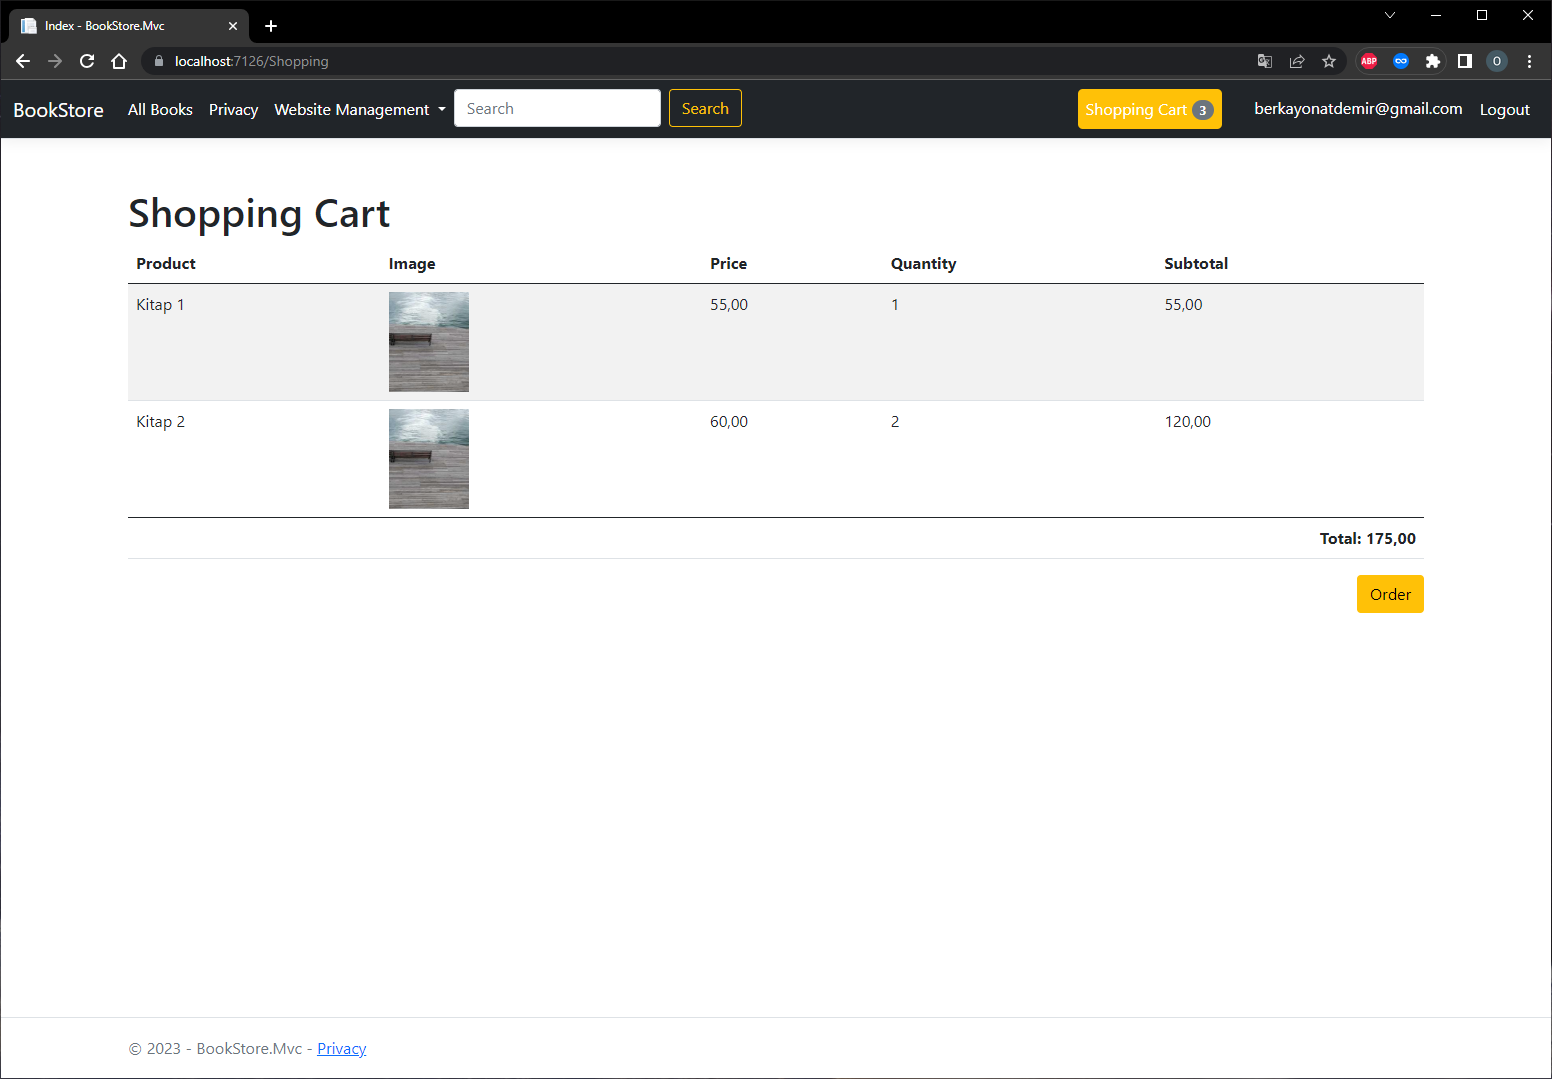 Index - BookStore.Mvc
localhost:7126/Shopping
ABP
O
BookStore All Books Privacy Website Management Search Search Shopping Cart 3 berkayonatdemir@gmail.com Logout
Shopping Cart
Product Image Price Quantity Subtotal
Kitap 1 55,00 1 55,00
Kitap 2 60,00 2 120,00
Total: 175,00
Order
© 2023 - BookStore.Mvc - Privacy